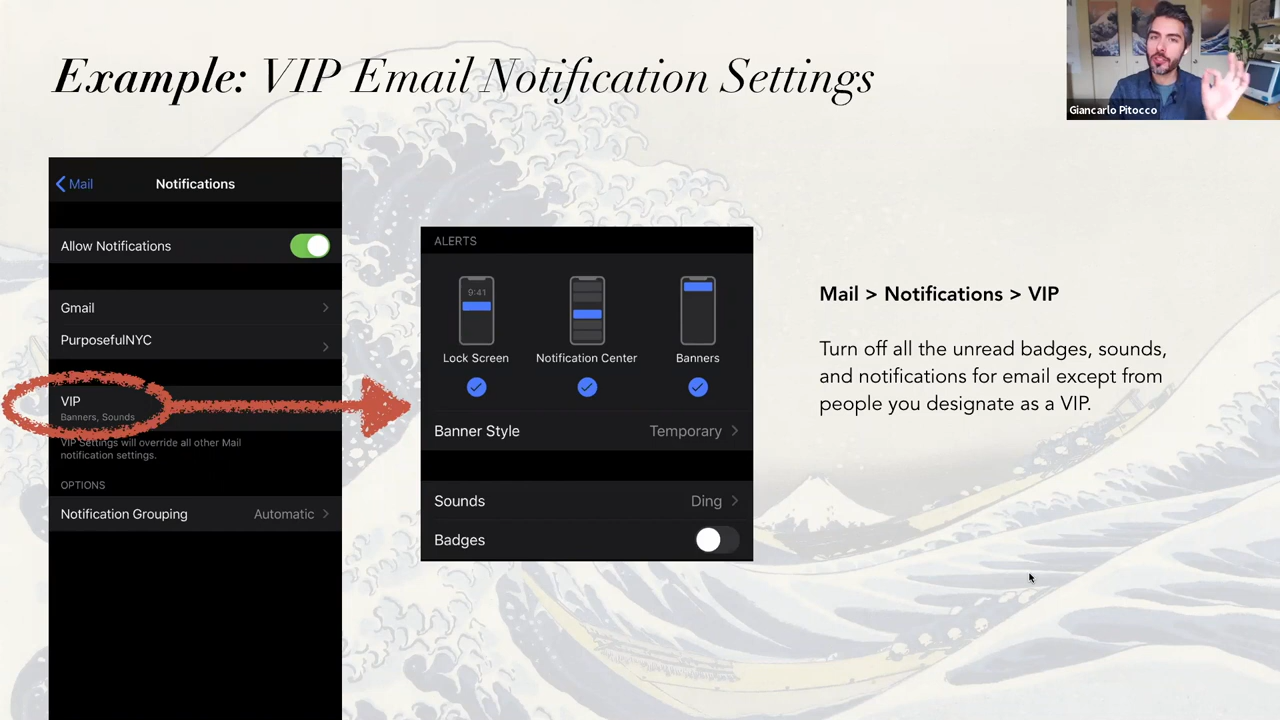 Example: VIP Email Notification Settings
Giancarlo Pitocco
Mail
Notifications
Allow Notifications
Gmail
PurposefulNYC
VIP
Banners, Sounds
VIP Settings will override all other Mail
notification settings.
OPTIONS
Notification Grouping
Automatic
ALERTS
9:41
Lock Screen
Notification Center
Banners
Banner Style
Temporary
Sounds
Ding
Badges
Mail > Notifications > VIP
Turn off all the unread badges, sounds,
and notifications for email except from
people you designate as a VIP.